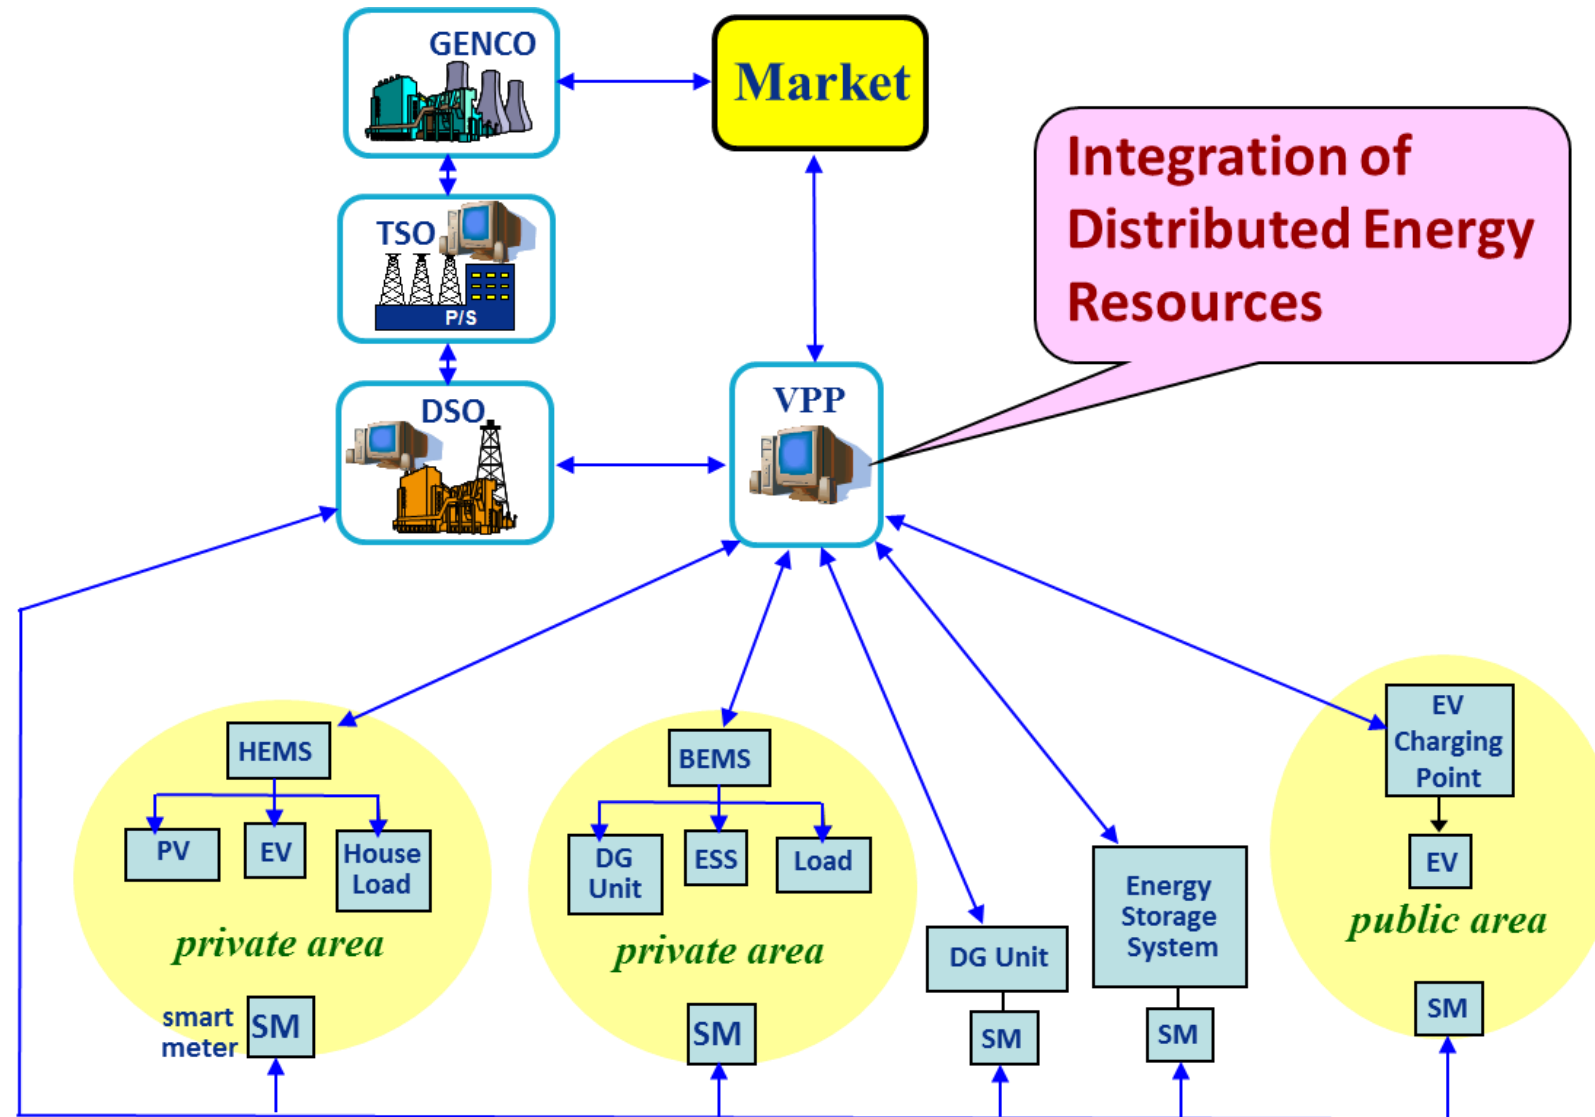 GENCO
Market
Integration of
Distributed Energy
Resources
TSO
P/S
DSO
VPP
HEMS
PV
EV
House
Load
private area
smart
meter
SM
BEMS
DG
Unit
ESS
Load
private area
SM
DG Unit
SM
Energy
Storage
System
SM
EV
Charging
Point
EV
public area
SM